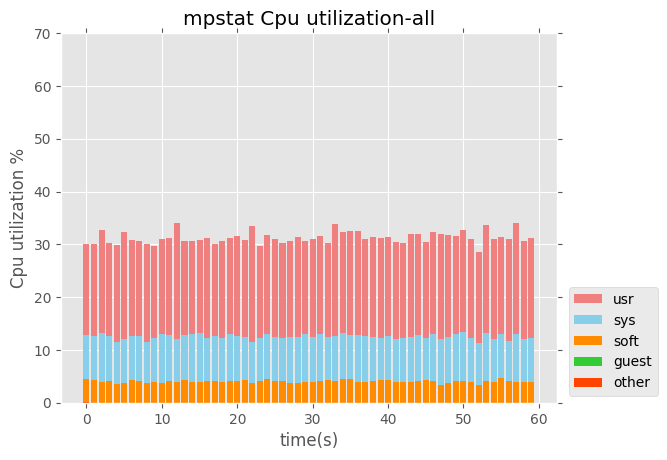 mpstat Cpu utilization-all
70
60
50
40
30
20
10
0
Cpu utilization %
0 10 20 30 40 50 60
time(s)
usr
sys
soft
guest
other